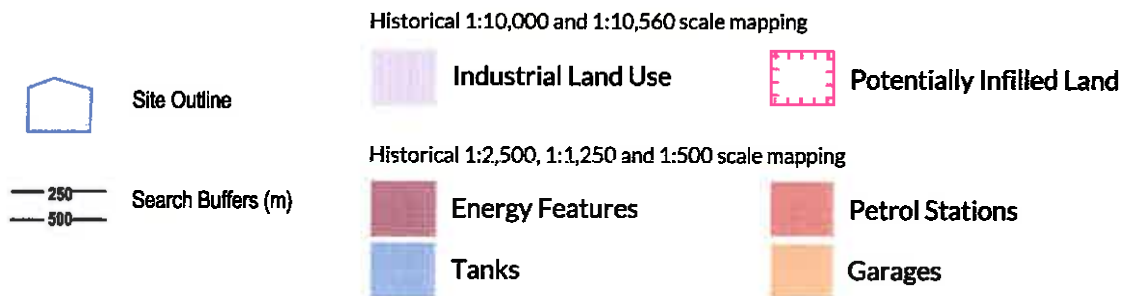 Historical 1:10,000 and 1:10,560 scale mapping
Industrial Land Use
Potentially Infilled Land
Site Outline
Historical 1:2,500, 1:1,250 and 1:500 scale mapping
250
500
Search Buffers (m)
Energy Features
Petrol Stations
Tanks
Garages